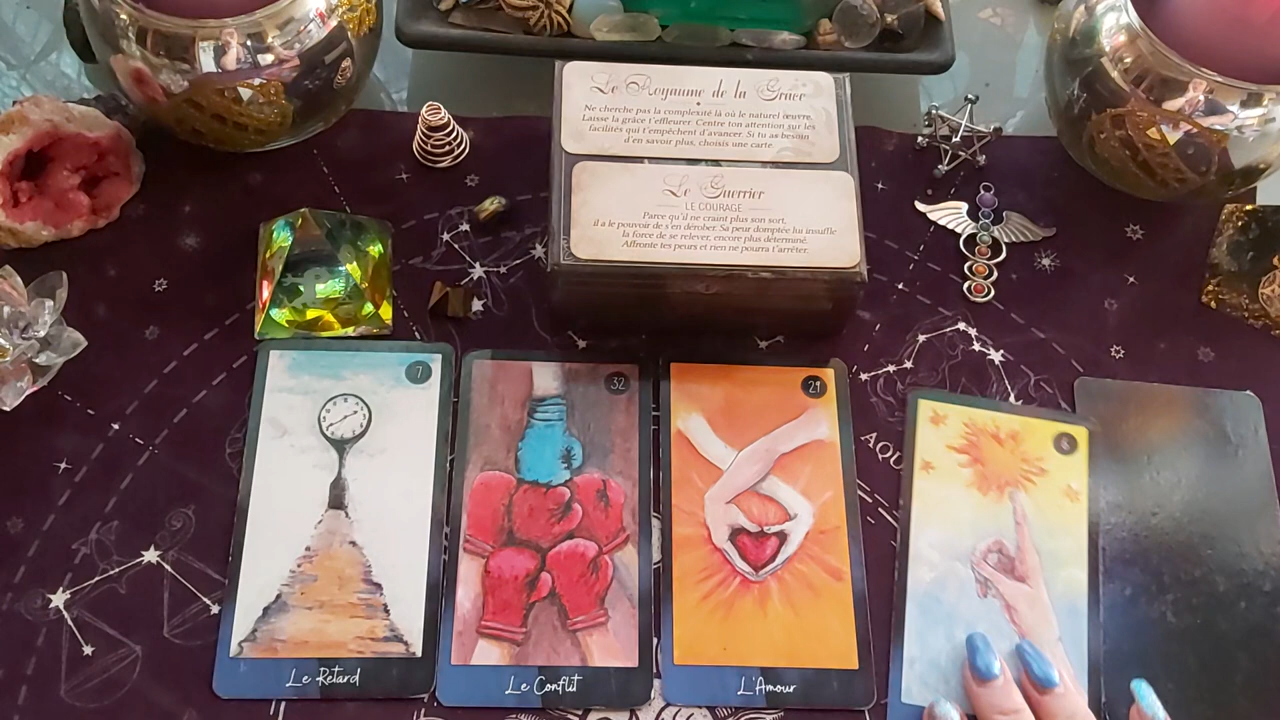 Le Royaume de la Grâce
Ne cherche pas la complexité là où le naturel œuvre.
Laisse la grâce t'effleurer. Centre ton attention sur les
facilités qui t'empêchent d'avancer. Si tu as besoin
d'en savoir plus, choisis une carte.
Le Guerrier
LE COURAGE
Parce qu'il ne craint plus son sort,
il a le pouvoir de s'en dérober. Sa peur domptée lui insuffle
la force de se relever, encore plus déterminé.
Affronte tes peurs et rien ne pourra t'arrêter.
7
32
29
AQU
Le Retard
Le Conflit
L'Amour